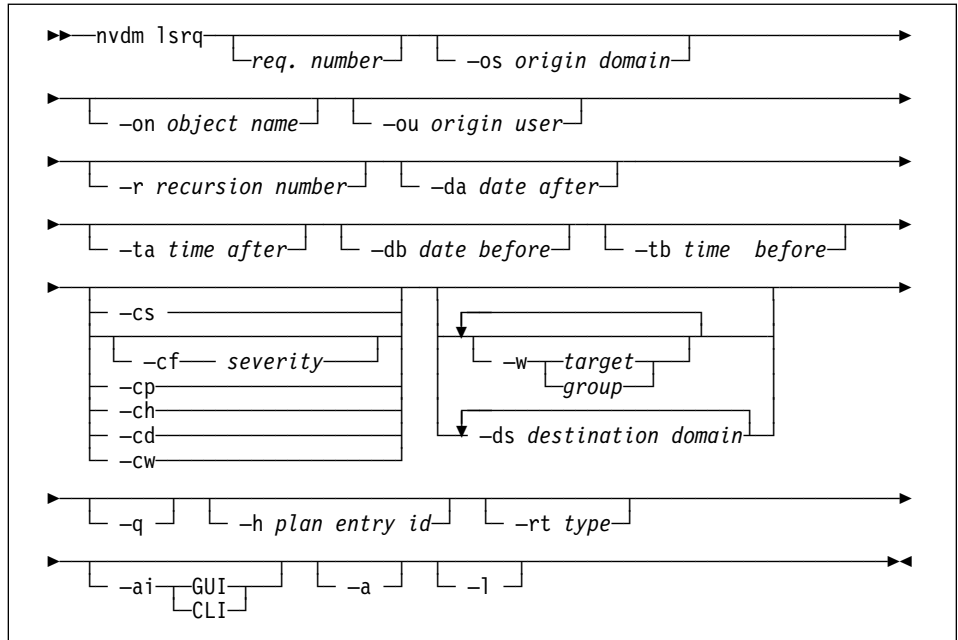 nvdm lsrq req. number –os origin domain
–on object name –ou origin user
–r recursion number –da date after
–ta time after –db date before –tb time before
–cs
–cf severity –w target
group
–cp
–ch
–cd –ds destination domain
–cw
–q –h plan entry id –rt type
–ai GUI –a –l
CLI